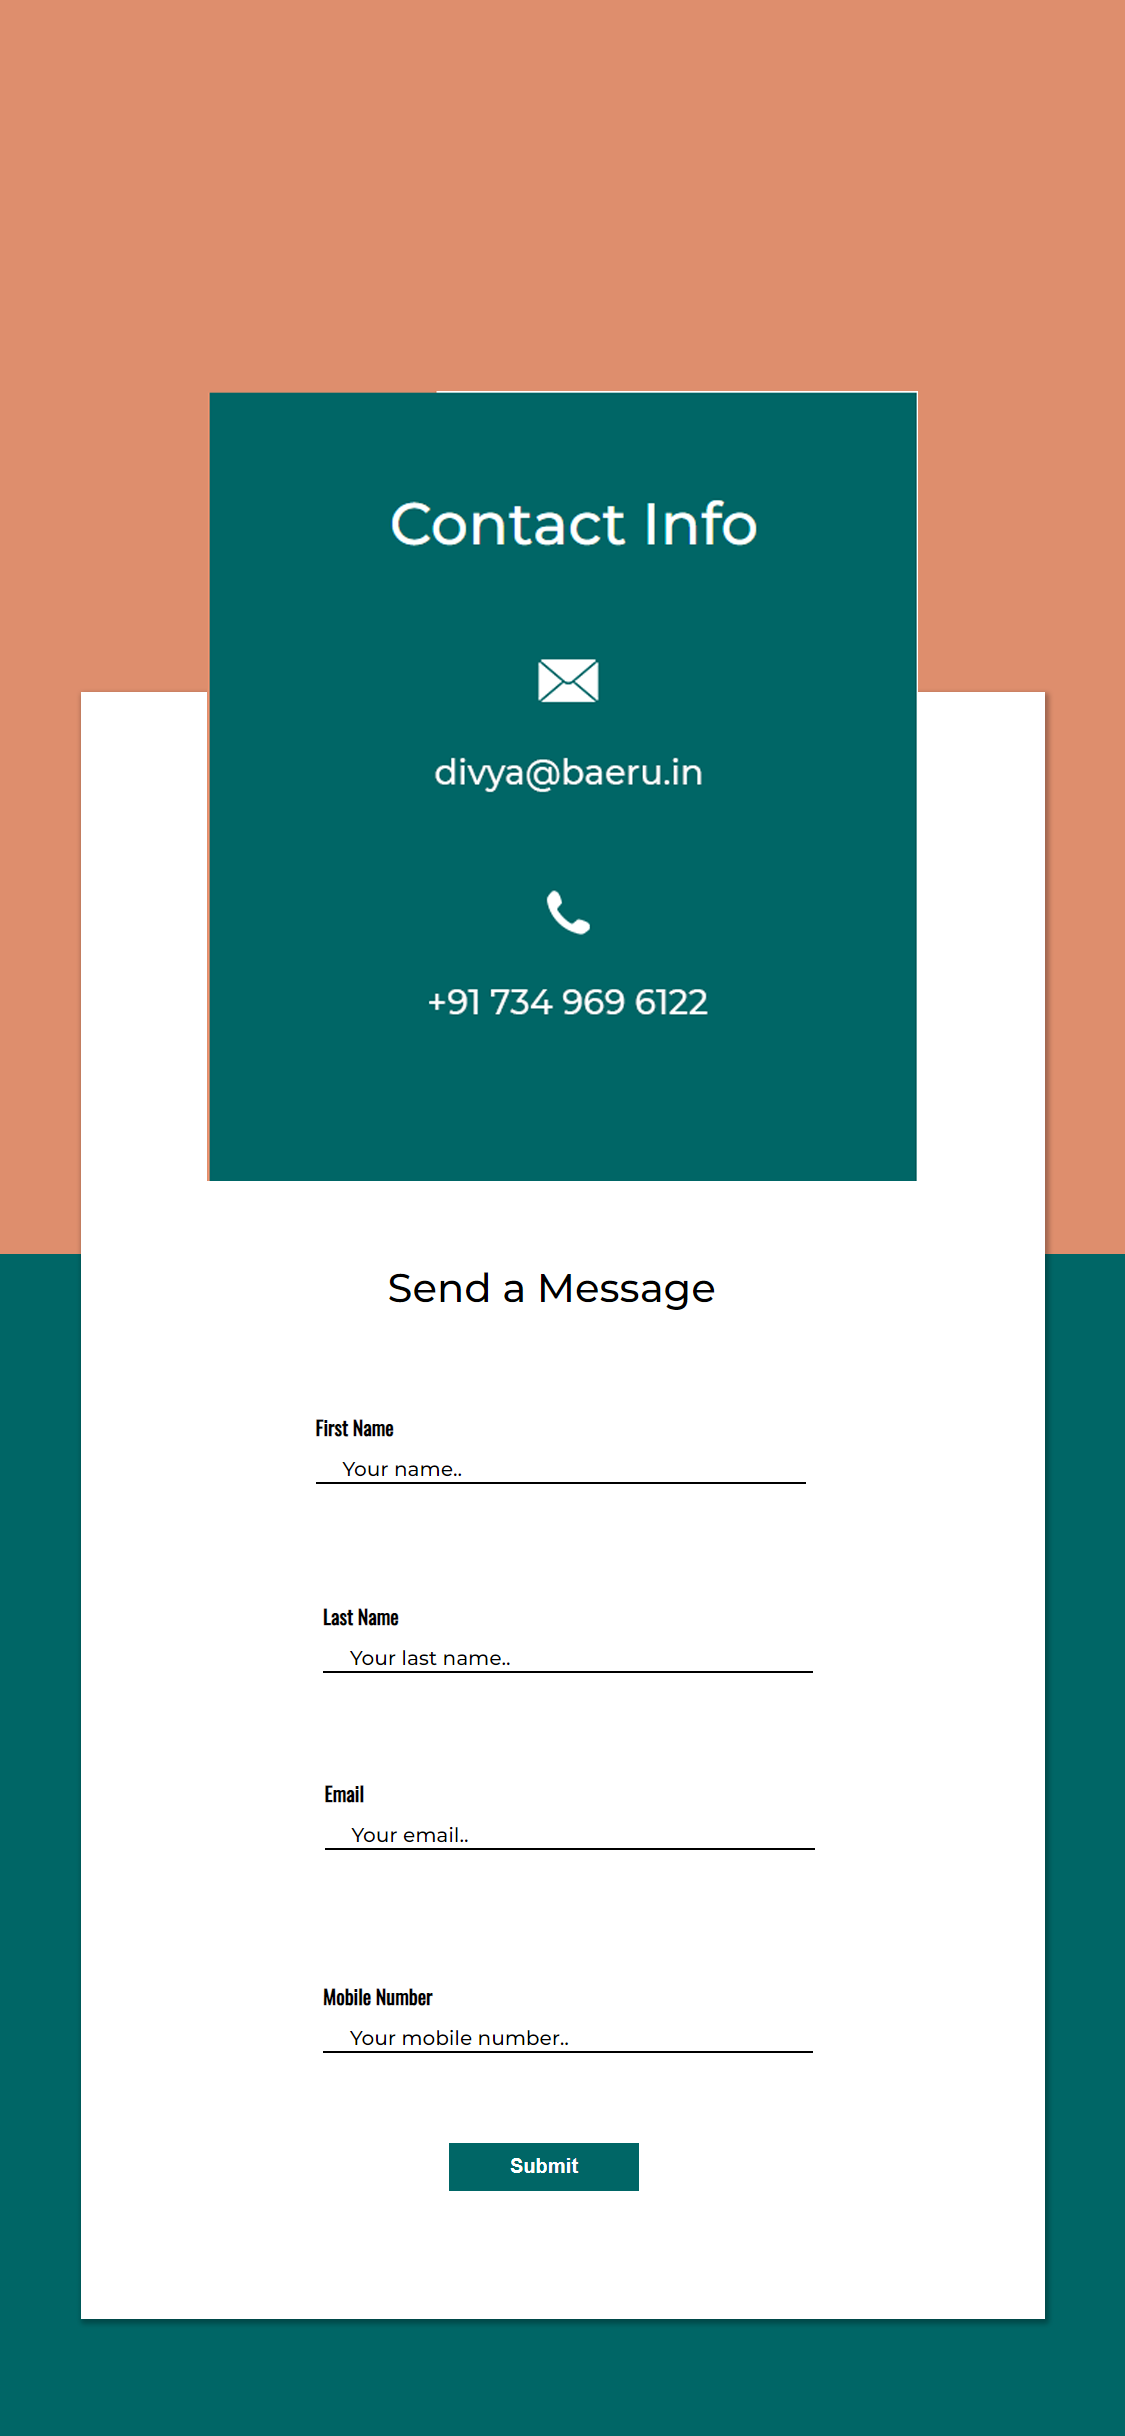 Contact Info
divya@baeru.in
+91 734 969 6122
Send a Message
First Name
Your name..
Last Name
Your last name..
Email
Your email..
Mobile Number
Your mobile number..
Submit